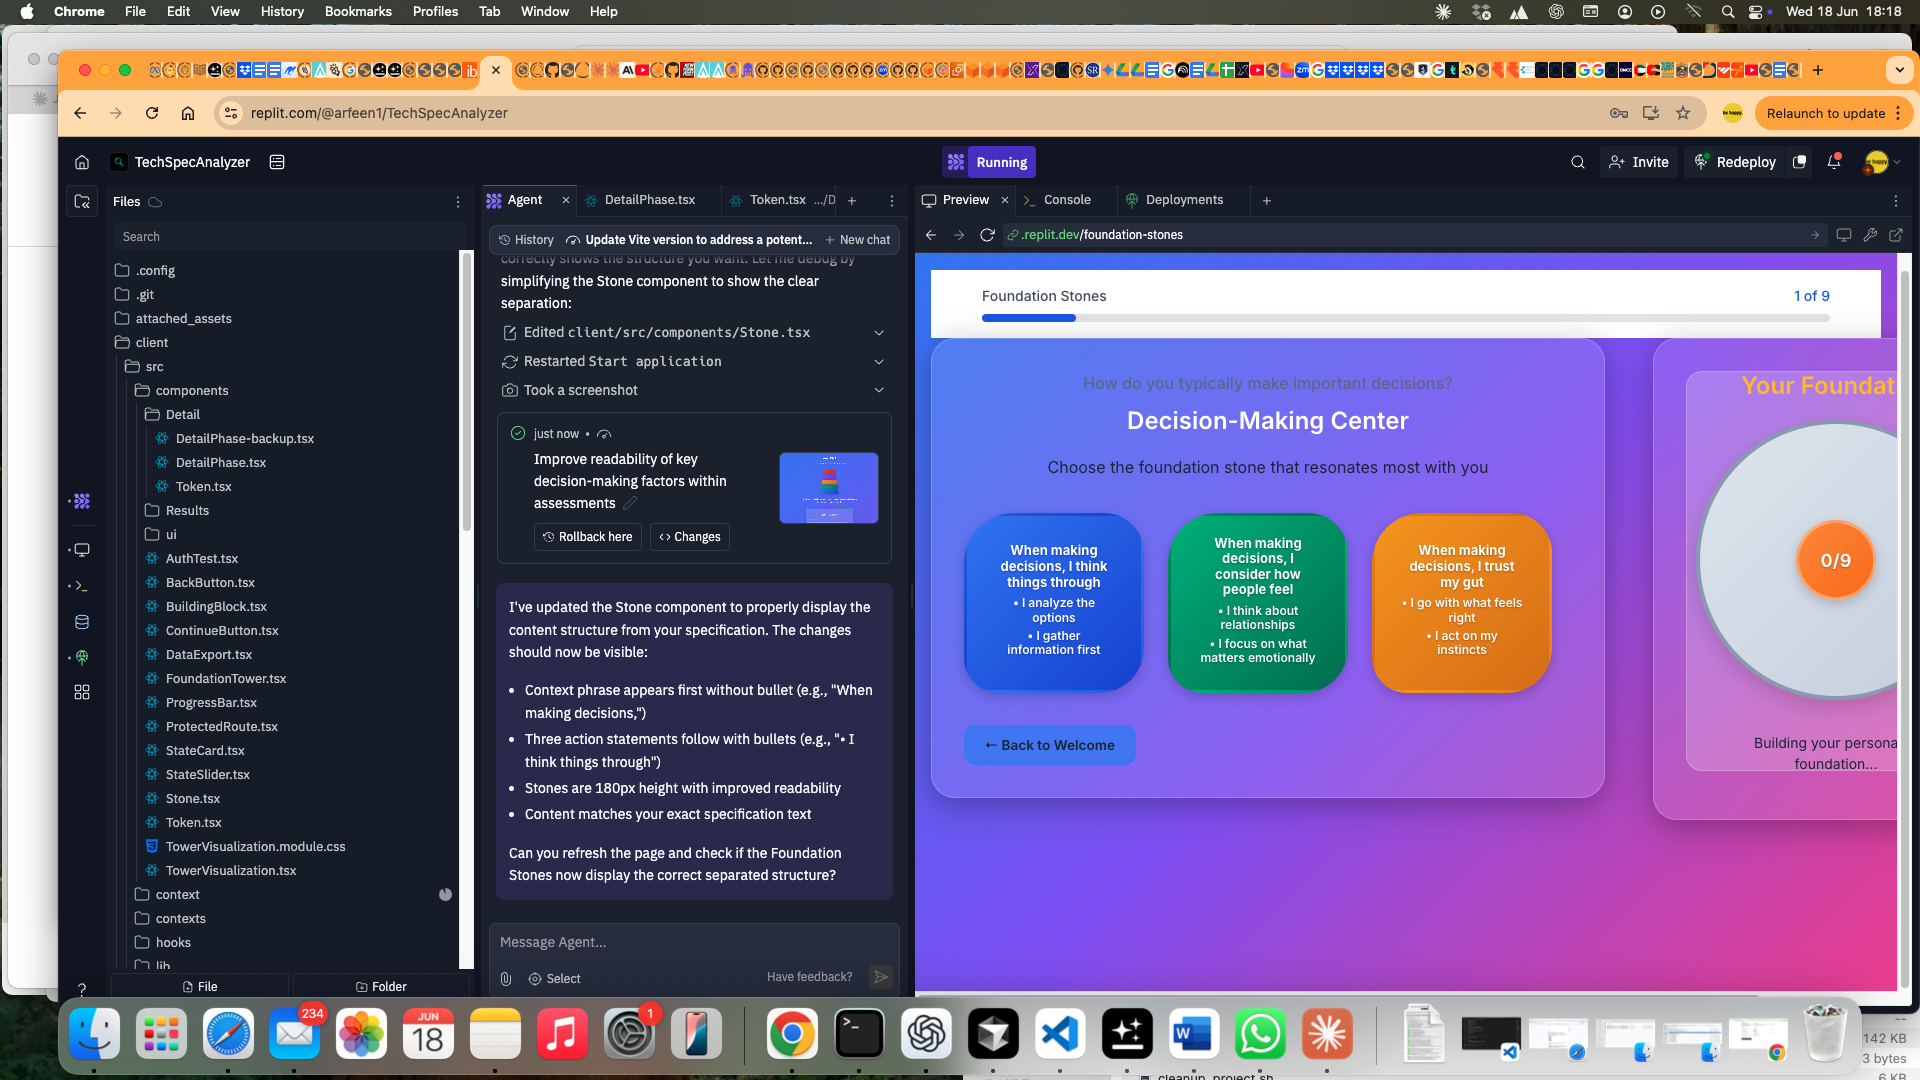 Chrome File Edit View History Bookmarks Profiles Tab Window Help
Wed 18 Jun 18:18
replit.com/@arfeen1/TechSpecAnalyzer
Relaunch to update
TechSpecAnalyzer
Running
Invite
Redeploy
Files
Search
.config
.git
attached_assets
client
src
components
Detail
DetailPhase-backup.tsx
DetailPhase.tsx
Token.tsx
Results
ui
AuthTest.tsx
BackButton.tsx
BuildingBlock.tsx
ContinueButton.tsx
DataExport.tsx
FoundationTower.tsx
ProgressBar.tsx
ProtectedRoute.tsx
StateCard.tsx
StateSlider.tsx
Stone.tsx
Token.tsx
TowerVisualization.module.css
TowerVisualization.tsx
context
contexts
hooks
lib
File Folder
Agent
DetailPhase.tsx
Token.tsx .../D
History
Update Vite version to address a potent...
+ New chat
correctly shows the structure you want. Let me debug by
simplifying the Stone component to show the clear
separation:
Edited client/src/components/Stone.tsx
Restarted Start application
Took a screenshot
just now •
Improve readability of key
decision-making factors within
assessments
Rollback here
Changes
I've updated the Stone component to properly display the
content structure from your specification. The changes
should now be visible:
• Context phrase appears first without bullet (e.g., "When
making decisions,")
• Three action statements follow with bullets (e.g., "• I
think things through")
• Stones are 180px height with improved readability
• Content matches your exact specification text
Can you refresh the page and check if the Foundation
Stones now display the correct separated structure?
Message Agent...
Select
Have feedback?
Preview
Console
Deployments
.replit.dev/foundation-stones
Foundation Stones
1 of 9
How do you typically make important decisions?
Decision-Making Center
Choose the foundation stone that resonates most with you
When making
decisions, I think
things through
• I analyze the
options
• I gather
information first
When making
decisions, I
consider how
people feel
• I think about
relationships
• I focus on what
matters emotionally
When making
decisions, I trust
my gut
• I go with what feels
right
• I act on my
instincts
← Back to Welcome
Your Foundat
0/9
Building your persona
foundation...
234
JUN
18
1
142 KB
3 bytes
6 KB
cleanup_project.sh